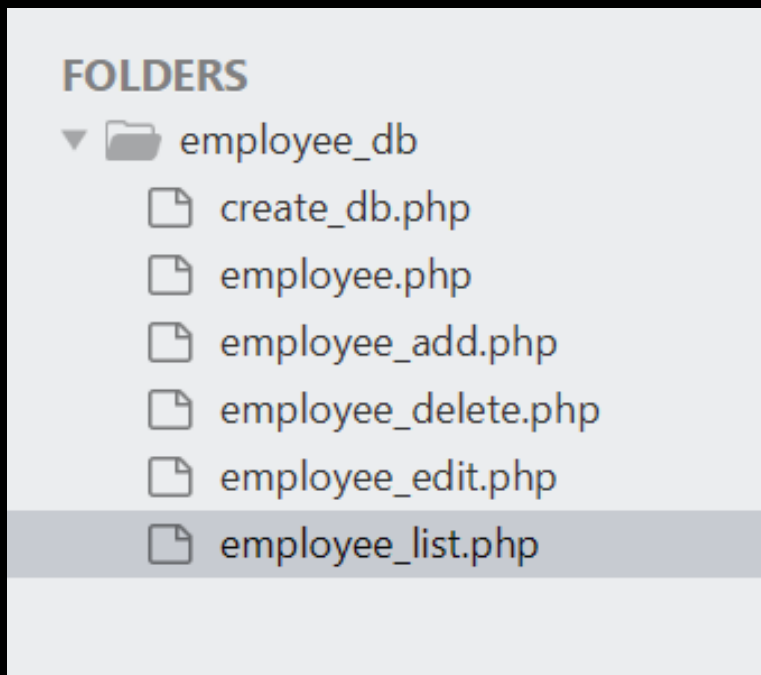 FOLDERS
employee_db
create_db.php
employee.php
employee_add.php
employee_delete.php
employee_edit.php
employee_list.php